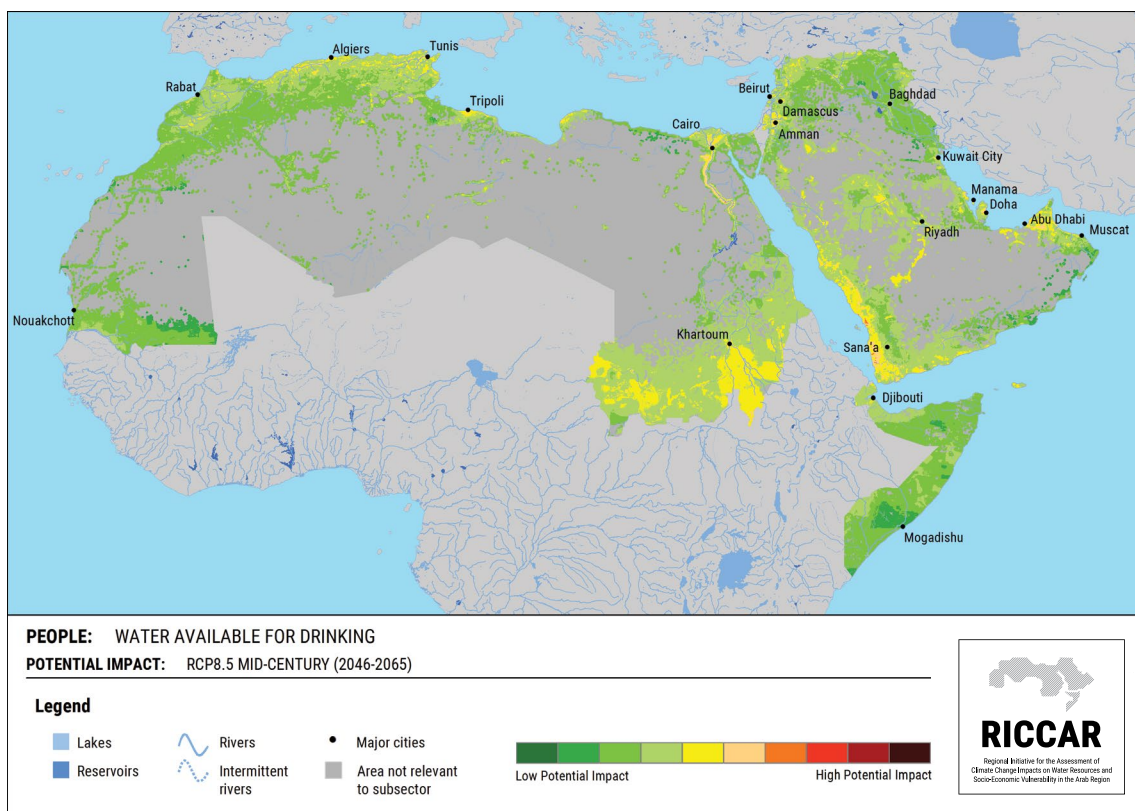 Algiers
Tunis
Rabat
Tripoli
Beirut
Damascus
Baghdad
Cairo
Amman
Kuwait City
Manama
Doha
Abu Dhabi
Riyadh
Muscat
Nouakchott
Khartoum
Sana'a
Djibouti
Mogadishu
PEOPLE: WATER AVAILABLE FOR DRINKING
POTENTIAL IMPACT: RCP8.5 MID-CENTURY (2046-2065)
Legend
Lakes
Reservoirs
Rivers
Intermittent
rivers
Major cities
Area not relevant
to subsector
Low Potential Impact
High Potential Impact
RICCAR
Regional Initiative for the Assessment of
Climate Change Impacts on Water Resources and
Socio-Economic Vulnerability in the Arab Region